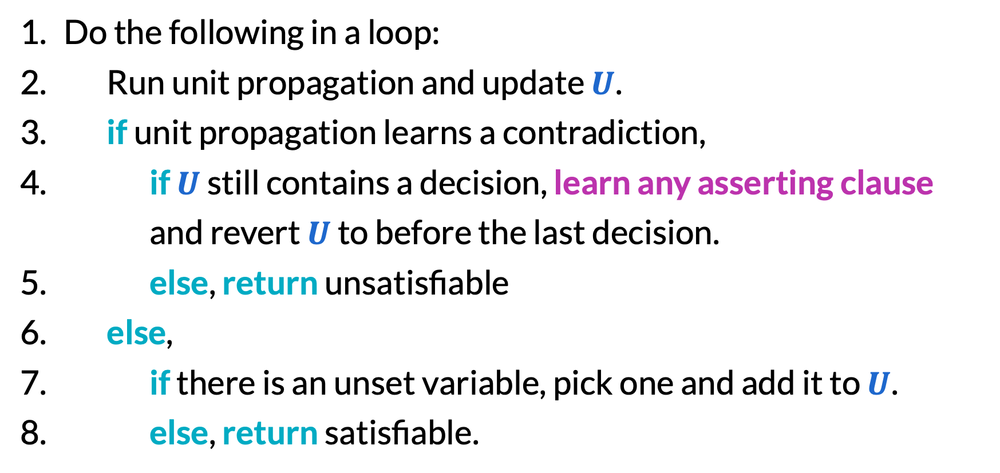 1. Do the following in a loop:
2. Run unit propagation and update U.
3. if unit propagation learns a contradiction,
4. if U still contains a decision, learn any asserting clause
and revert U to before the last decision.
5. else, return unsatisfiable
6. else,
7. if there is an unset variable, pick one and add it to U.
8. else, return satisfiable.